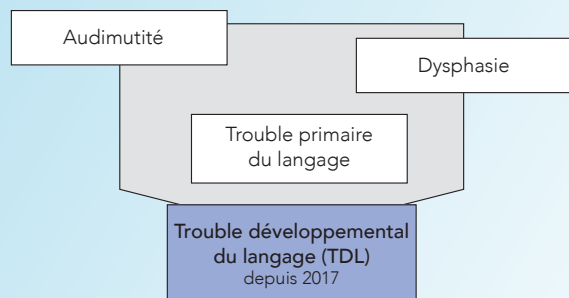 Audimutité
Dysphasie
Trouble primaire
du langage
Trouble développemental
du langage (TDL)
depuis 2017